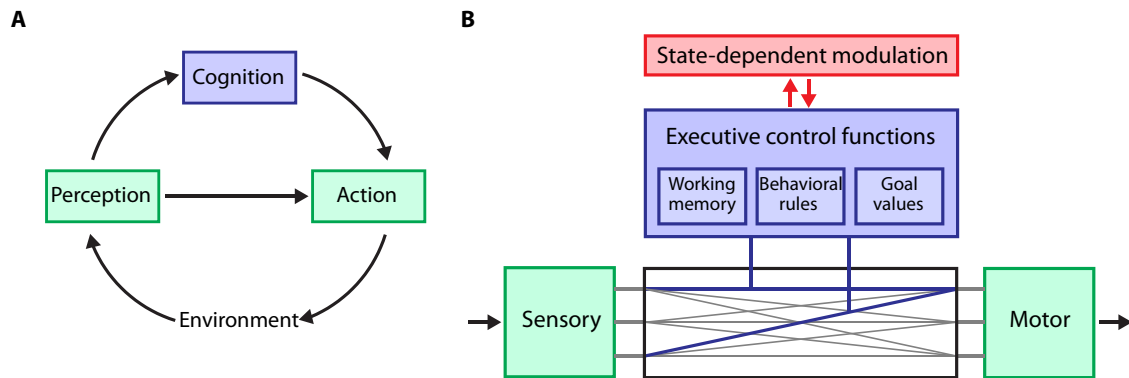 A
Cognition
Perception
Action
Environment
B
State-dependent modulation
Executive control functions
Working
memory
Behavioral
rules
Goal
values
Sensory
Motor